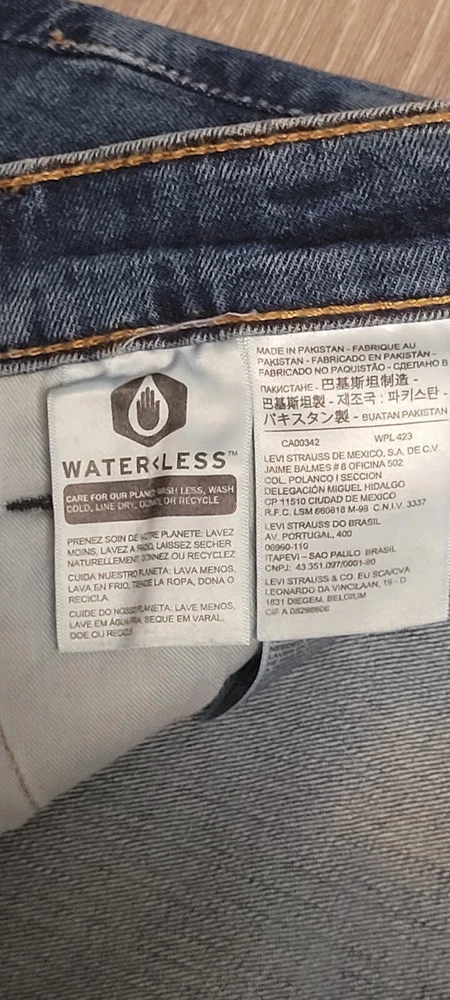 WATER<LESS™
CARE FOR OUR PLANET WASH LESS, WASH
COLD, LINE DRY, DONATE OR RECYCLE
PRENEZ SOIN DE NOTRE PLANETE: LAVEZ
MOINS, LAVEZ A FROID, LAISSEZ SÉCHER
NATURELLEMENT DONNEZ OU RECYCLEZ
CUIDA NUESTRO PLANETA: LAVA MENOS,
LAVA EN FRIO, TIENDE LA ROPA, DONA O
RECICLA.
CUIDE DO NOSSO PLANETA: LAVE MENOS,
LAVE EM ÁGUA FRIA, SEQUE EM VARAL,
DOE OU RECICLE
MADE IN PAKISTAN - FABRIQUE AU
PAKISTAN - FABRICADO EN PAKISTÁN -
FABRICADO NO PAQUISTÃO - СДЕЛАНО В
ПАКИСТАНЕ - 巴基斯坦制造 -
巴基斯坦製 - 제조국 : 파키스탄 -
パキスタン製 - BUATAN PAKISTAN
CA00342 WPL 423
LEVI STRAUSS DE MEXICO, S.A. DE C.V.
JAIME BALMES # 8 OFICINA 502
COL. POLANCO I SECCION
DELEGACIÓN MIGUEL HIDALGO
CP 11510 CIUDAD DE MEXICO
R.F.C. LSM 660818 M-98 C.N.I.V. 3337
LEVI STRAUSS DO BRASIL
AV. PORTUGAL, 400
06690-110
ITAPEVI - SAO PAULO BRASIL
CNPJ: 43.351.097/0001-20
LEVI STRAUSS & CO. EU SCA/CVA
LEONARDO DA VINCILAAN, 19 - D
1831 DIEGEM, BELGIUM
CIF A